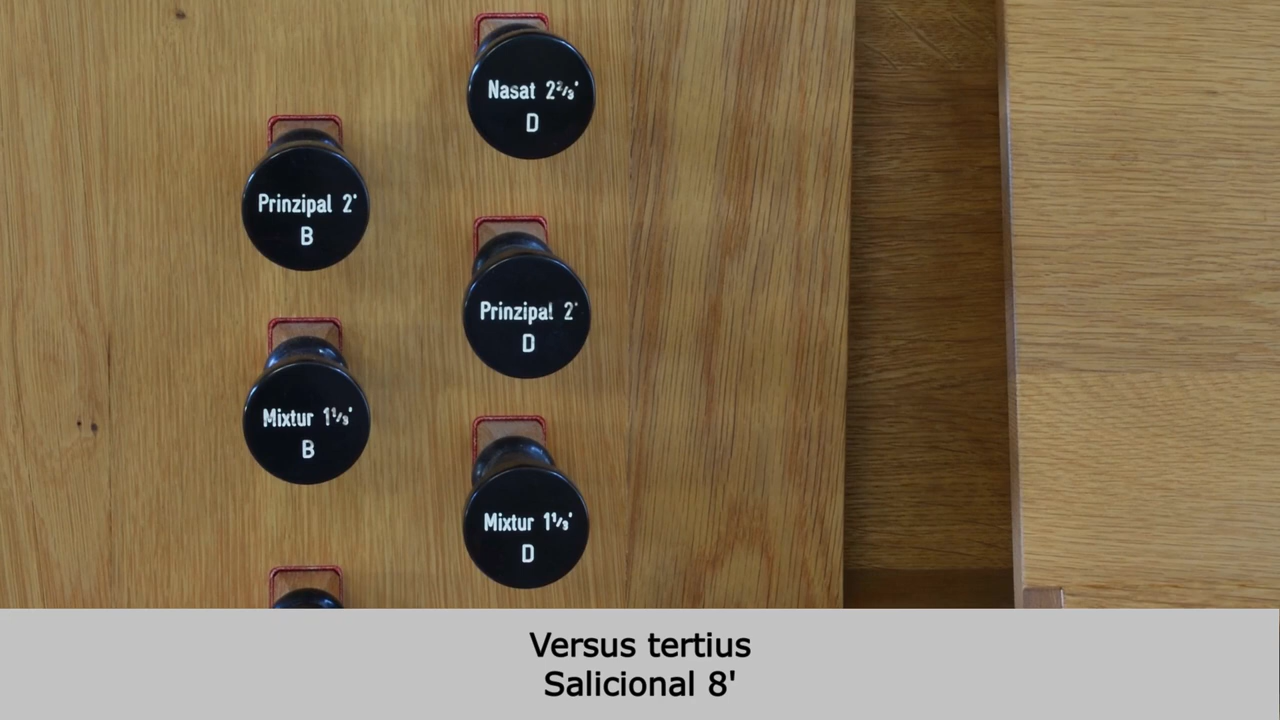 Nasat 2⅔'
D
Prinzipal 2'
B
Prinzipal 2'
D
Mixtur 1⅓'
B
Mixtur 1⅓'
D
Versus tertius
Salicional 8'